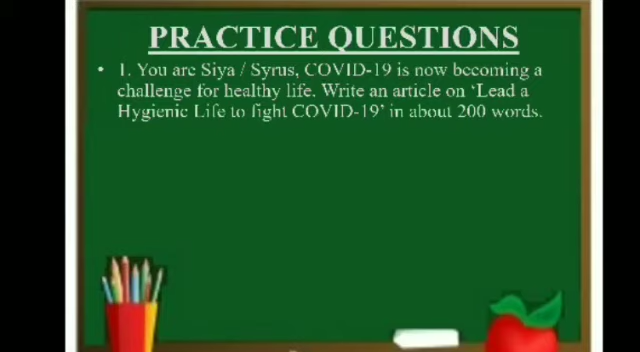 PRACTICE QUESTIONS
• 1. You are Siya / Syrus, COVID-19 is now becoming a
challenge for healthy life. Write an article on ‘Lead a
Hygienic Life to fight COVID-19’ in about 200 words.